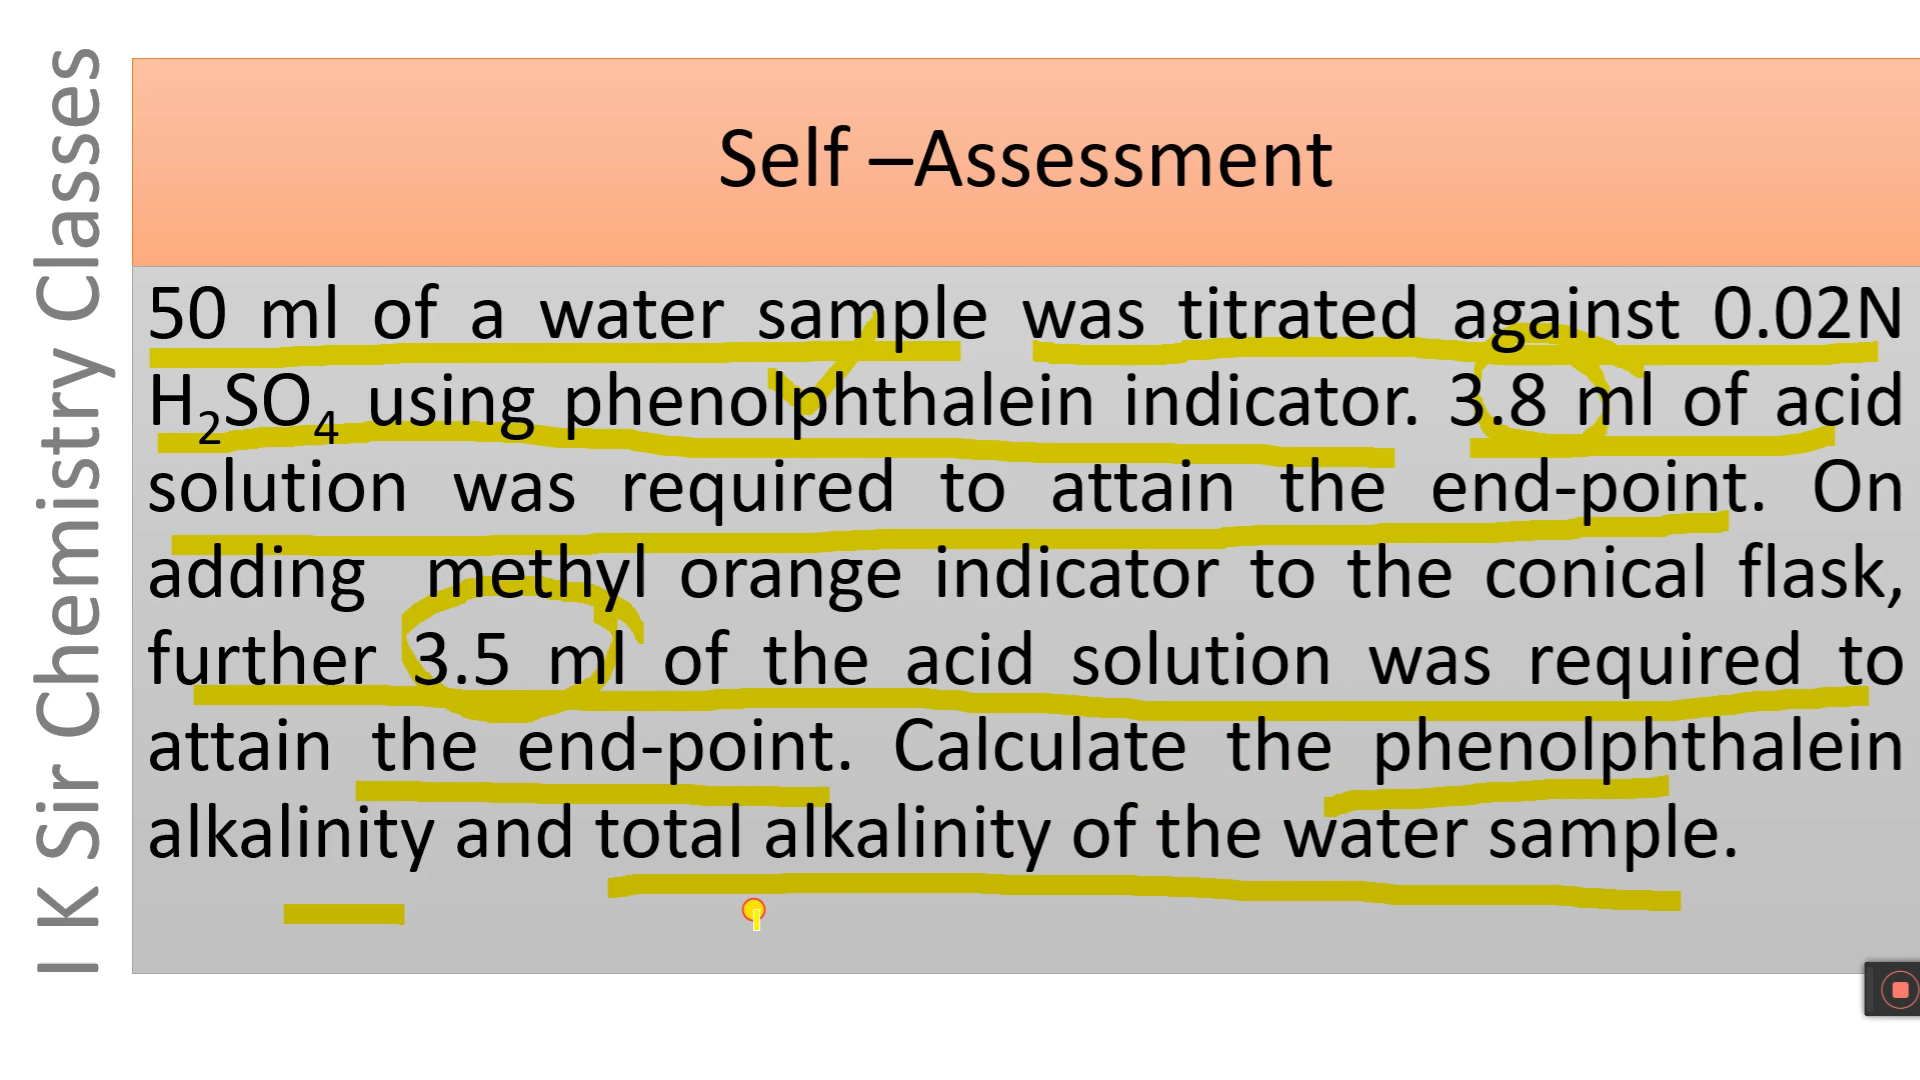 I K Sir Chemistry Classes
Self –Assessment
50 ml of a water sample was titrated against 0.02N
H₂SO₄ using phenolphthalein indicator. 3.8 ml of acid
solution was required to attain the end-point. On
adding methyl orange indicator to the conical flask,
further 3.5 ml of the acid solution was required to
attain the end-point. Calculate the phenolphthalein
alkalinity and total alkalinity of the water sample.